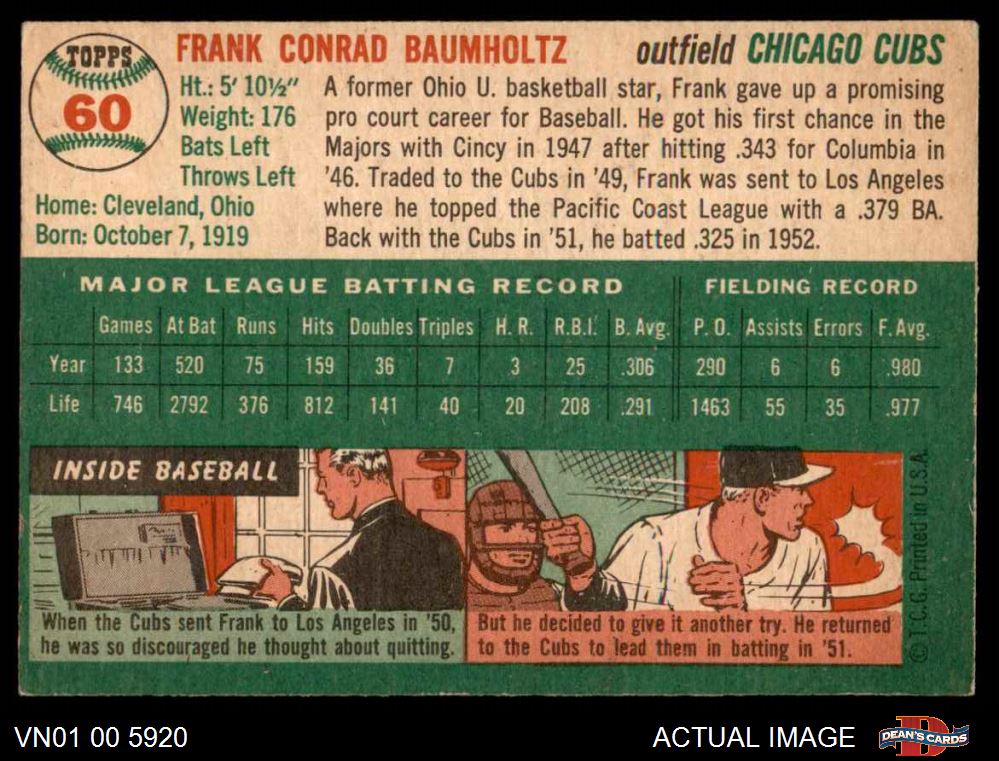 TOPPS
60
FRANK CONRAD BAUMHOLTZ outfield CHICAGO CUBS
Ht.: 5' 10½"
Weight: 176
Bats Left
Throws Left
Home: Cleveland, Ohio
Born: October 7, 1919
A former Ohio U. basketball star, Frank gave up a promising
pro court career for Baseball. He got his first chance in the
Majors with Cincy in 1947 after hitting .343 for Columbia in
'46. Traded to the Cubs in '49, Frank was sent to Los Angeles
where he topped the Pacific Coast League with a .379 BA.
Back with the Cubs in '51, he batted .325 in 1952.
MAJOR LEAGUE BATTING RECORD FIELDING RECORD
Games At Bat Runs Hits Doubles Triples H. R. R.B.I. B. Avg. P. O. Assists Errors F. Avg.
Year 133 520 75 159 36 7 3 25 .306 290 6 6 .980
Life 746 2792 376 812 141 40 20 208 .291 1463 55 35 .977
INSIDE BASEBALL
When the Cubs sent Frank to Los Angeles in '50,
he was so discouraged he thought about quitting.
But he decided to give it another try. He returned
to the Cubs to lead them in batting in '51.
© T.C.G. Printed in U.S.A.
VN01 00 5920 ACTUAL IMAGE
D
DEAN'S CARDS